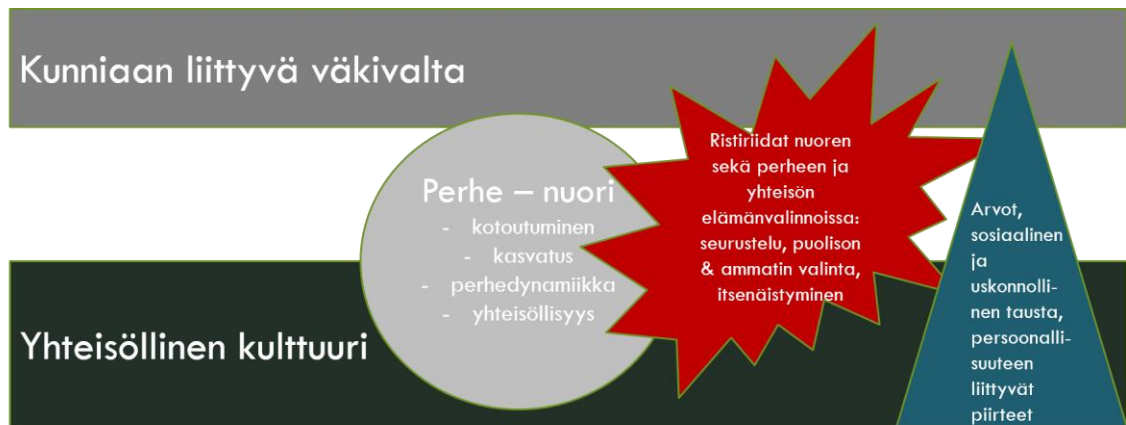 Kunniaan liittyvä väkivalta
Perhe – nuori
- kotoutuminen
- kasvatus
- perhedynamiikka
- yhteisöllisyys
Ristiriidat nuoren
sekä perheen ja
yhteisön
elämänvalinnoissa:
seurustelu, puolison
& ammatin valinta,
itsenäistyminen
Arvot,
sosiaalinen
ja
uskonnolli-
nen tausta,
persoonalli-
suuteen
liittyvät
piirteet
Yhteisöllinen kulttuuri